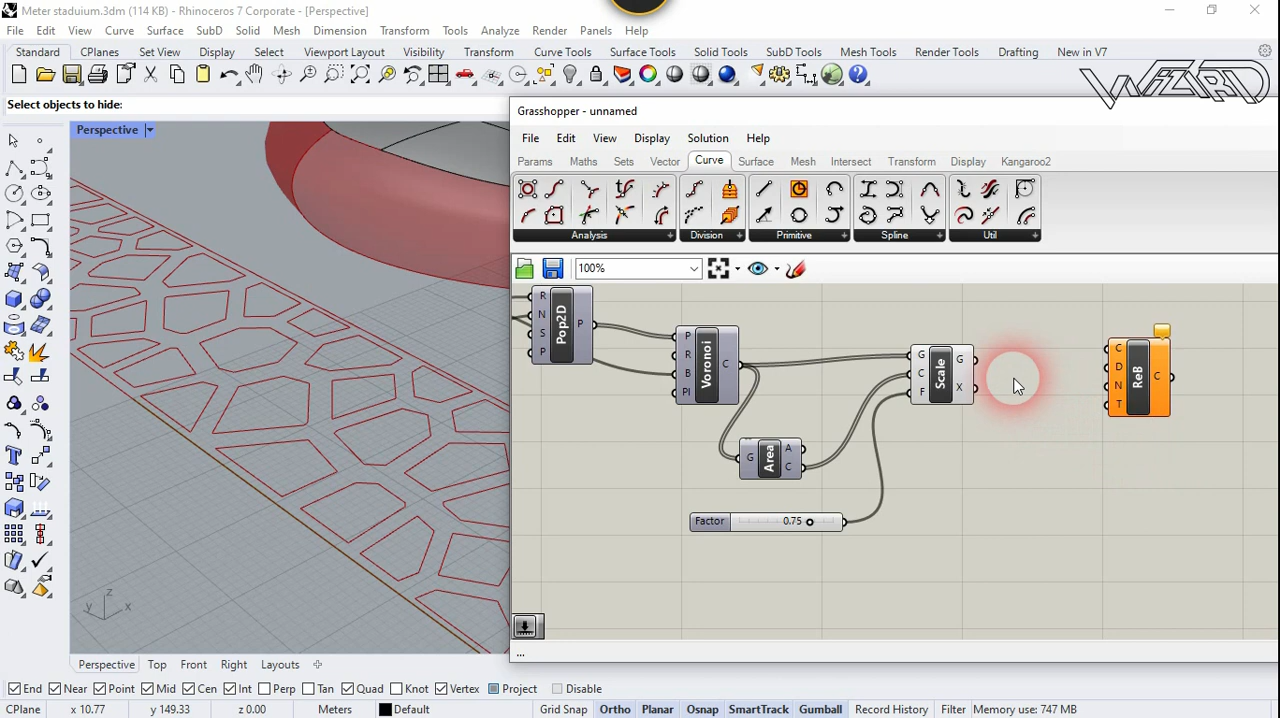 Meter staduium.3dm (114 KB) - Rhinoceros 7 Corporate - [Perspective]
File Edit View Curve Surface SubD Solid Mesh Dimension Transform Tools Analyze Render Panels Help
Standard CPlanes Set View Display Select Viewport Layout Visibility Transform Curve Tools Surface Tools Solid Tools SubD Tools Mesh Tools Render Tools Drafting New in V7
WIZARD
Select objects to hide:
Perspective
Grasshopper - unnamed
File Edit View Display Solution Help
Params Maths Sets Vector Curve Surface Mesh Intersect Transform Display Kangaroo2
Analysis Division Primitive Spline Util
100%
R N S P Pop2D P
P R B Pl Voronoi C
G C F Scale G X
C D N T ReB C
G Area A C
Factor 0.75
...
z
y x
Perspective Top Front Right Layouts
End Near Point Mid Cen Int Perp Tan Quad Knot Vertex Project Disable
CPlane x 10.77 y 149.33 z 0.00 Meters Default Grid Snap Ortho Planar Osnap SmartTrack Gumball Record History Filter Memory use: 747 MB